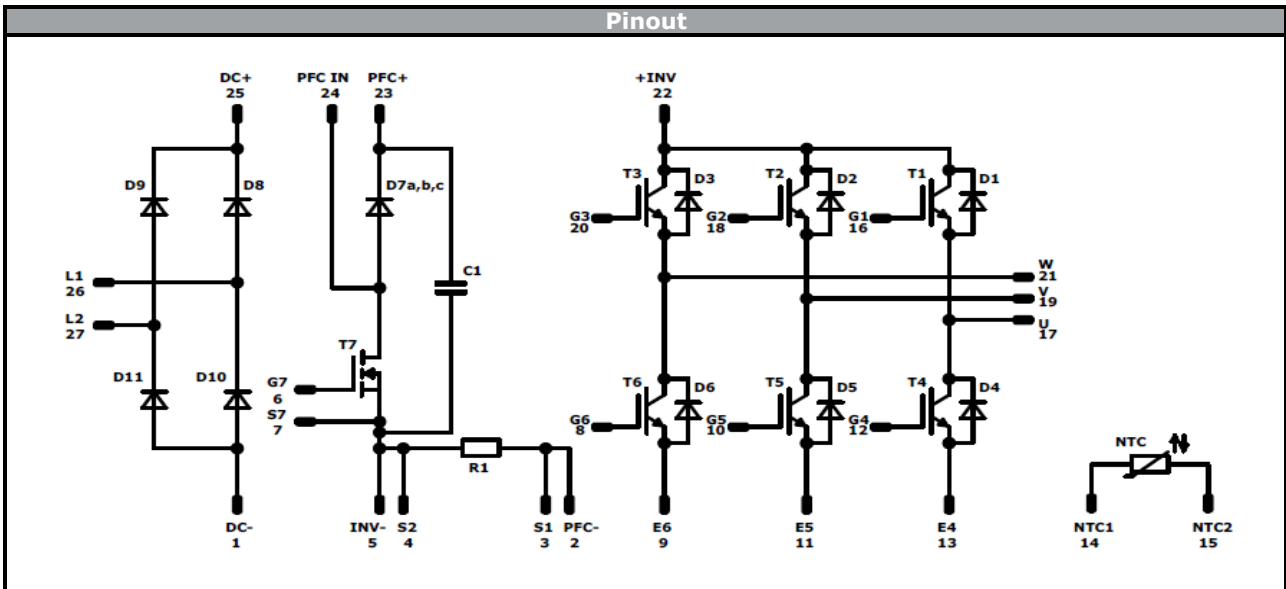 Pinout
DC+ PFC IN PFC+ +INV
25 24 23 22
D9 D8 D7a,b,c T3 D3 T2 D2 T1 D1
G3 G2 G1
20 18 16
L1 C1 W
26 21
L2 V
27 19
U
17
T7
D11 D10 G7 T6 D6 T5 D5 T4 D4
6
S7 G6 G5 G4
7 8 10 12
R1 NTC
DC- INV- S2 S1 PFC- E6 E5 E4 NTC1 NTC2
1 5 4 3 2 9 11 13 14 15